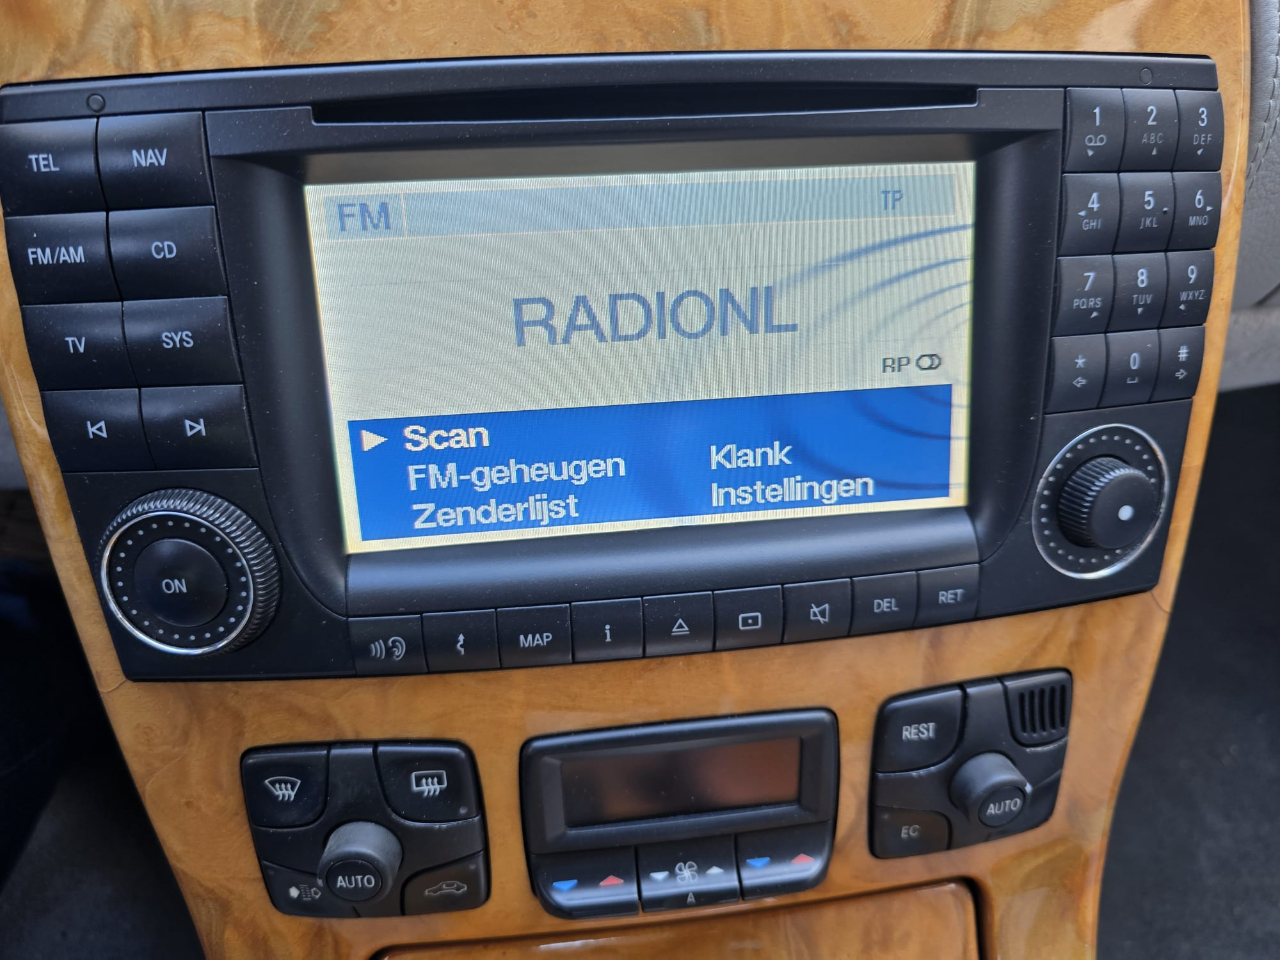 TEL
NAV
FM/AM
CD
TV
SYS
ON
FM
TP
RADIONL
RP
Scan
FM-geheugen
Klank
Zenderlijst
Instellingen
1
2 ABC
3 DEF
4 GHI
5 JKL
6 MNO
7 PQRS
8 TUV
9 WXYZ
*
0
#
MAP
i
DEL
RET
AUTO
A
REST
AUTO
EC